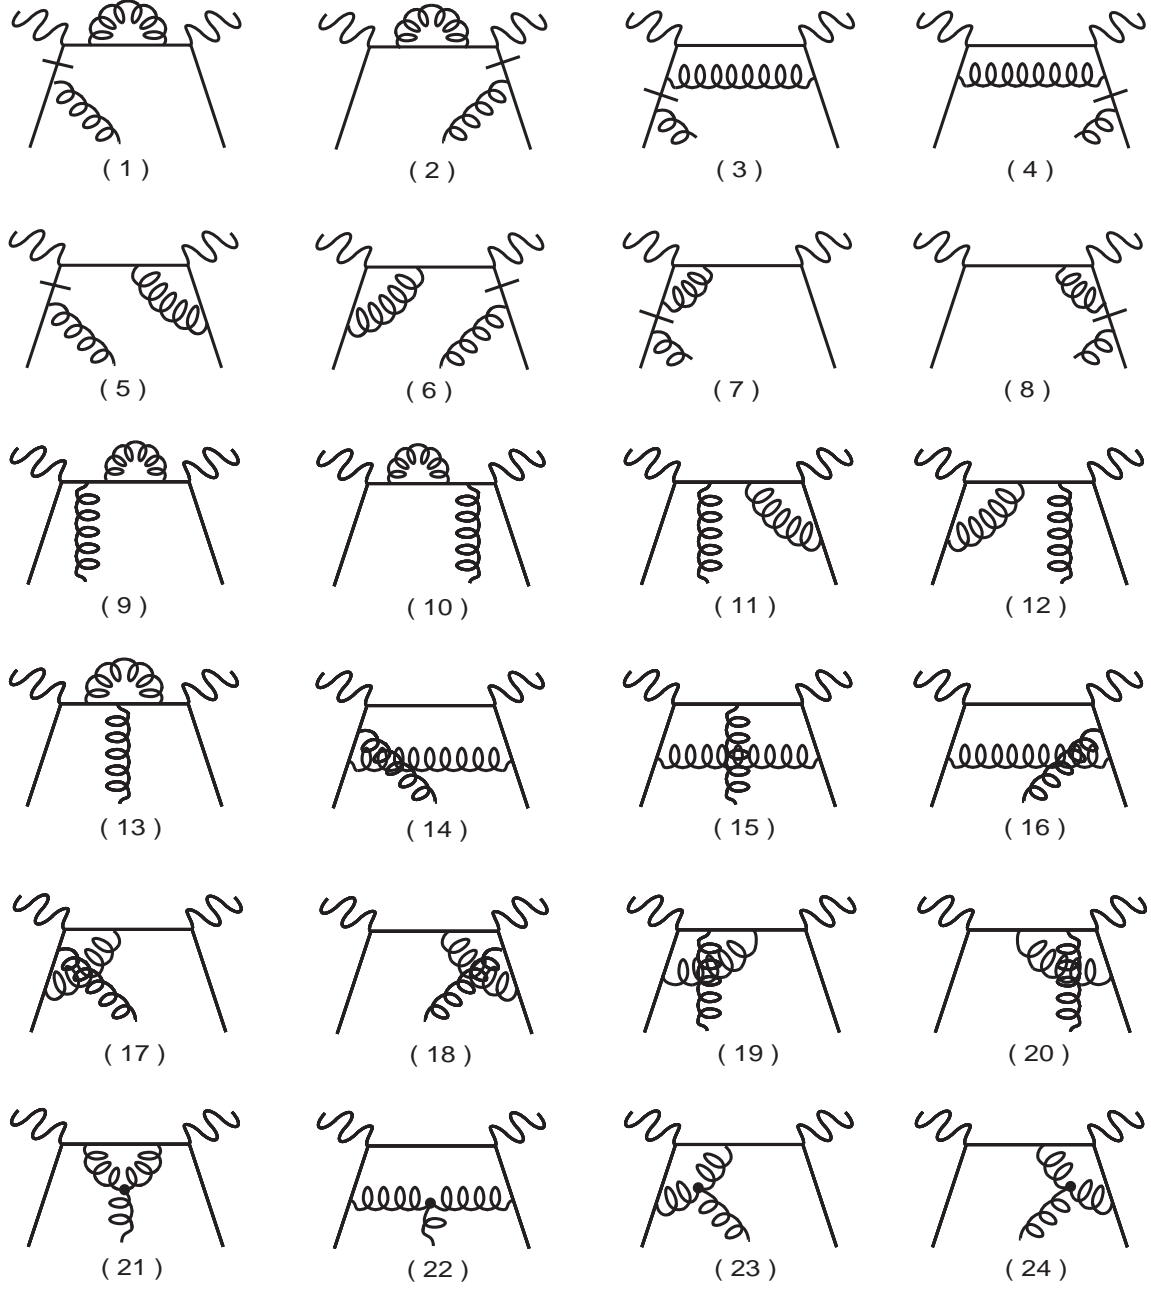 ( 1 ) ( 2 ) ( 3 ) ( 4 )
( 5 ) ( 6 ) ( 7 ) ( 8 )
( 9 ) ( 10 ) ( 11 ) ( 12 )
( 13 ) ( 14 ) ( 15 ) ( 16 )
( 17 ) ( 18 ) ( 19 ) ( 20 )
( 21 ) ( 22 ) ( 23 ) ( 24 )